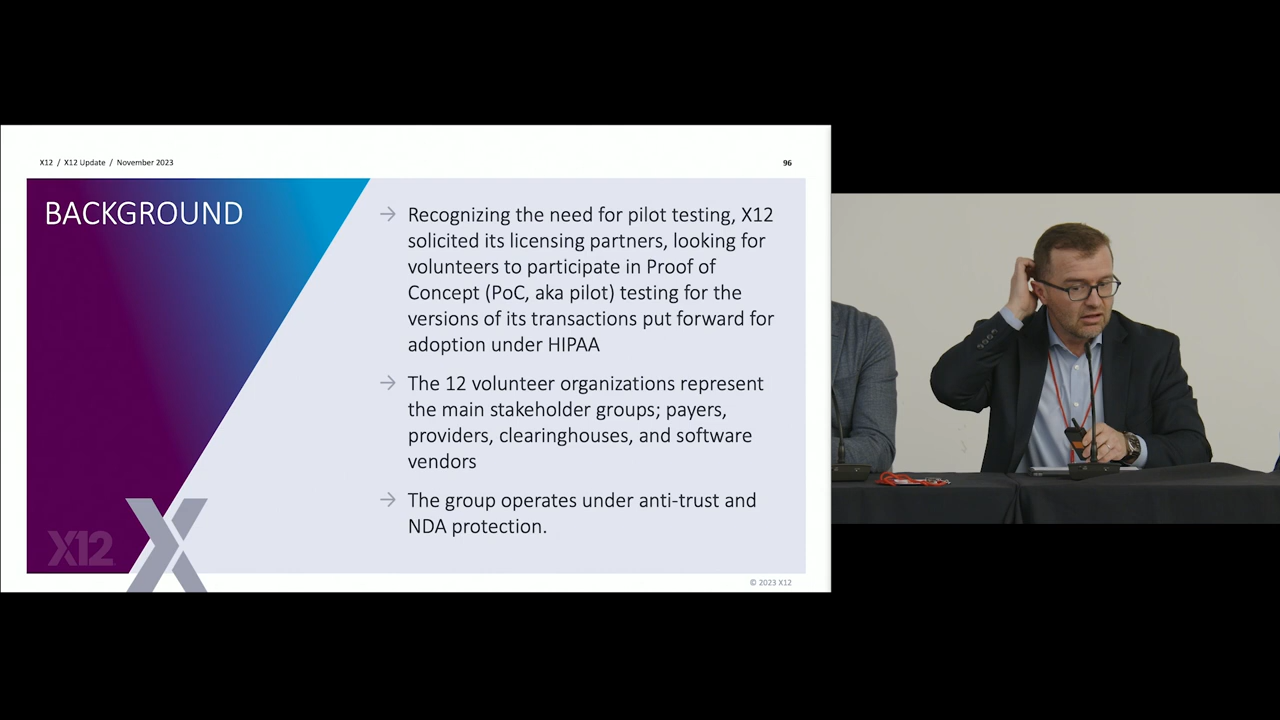 X12 / X12 Update / November 2023
96
BACKGROUND
→ Recognizing the need for pilot testing, X12
solicited its licensing partners, looking for
volunteers to participate in Proof of
Concept (PoC, aka pilot) testing for the
versions of its transactions put forward for
adoption under HIPAA
→ The 12 volunteer organizations represent
the main stakeholder groups; payers,
providers, clearinghouses, and software
vendors
→ The group operates under anti-trust and
NDA protection.
X12
X
© 2023 X12